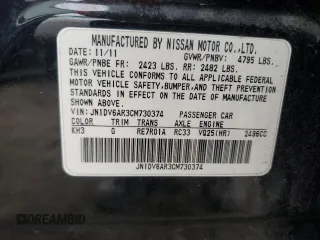 MANUFACTURED BY NISSAN MOTOR CO.,LTD.
DATE: 11/11 GVWR/PNBV: 4795 LBS.
GAWR/PNBE FR: 2423 LBS. RR: 2482 LBS.
THIS VEHICLE CONFORMS TO ALL APPLICABLE FEDERAL
MOTOR VEHICLE SAFETY, BUMPER, AND THEFT
PREVENTION STANDARDS IN EFFECT ON THE DATE OF
MANUFACTURE SHOWN ABOVE.
VIN: JN1DV6AR3CM730374 PASSENGER CAR
COLOR TRIM TRANS AXLE ENGINE
KH3 G RE7R01A RC33 VQ25(HR) 2496CC
JN1DV6AR3CM730374
© AMERIBID